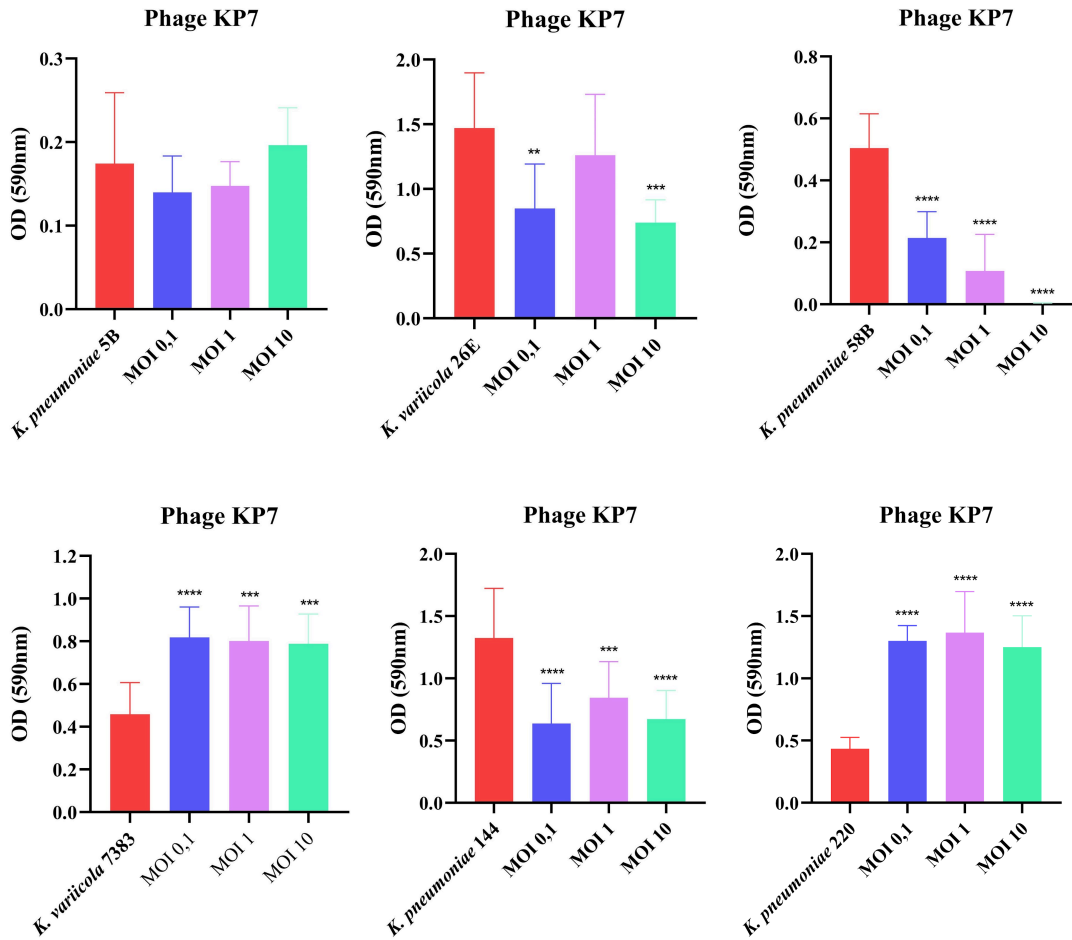 Phage KP7
OD (590nm)
0.3
0.2
0.1
0.0
K. pneumoniae 5B
MOI 0,1
MOI 1
MOI 10
Phage KP7
OD (590nm)
2.0
1.5
1.0
0.5
0.0
**
***
K. variicola 26E
MOI 0,1
MOI 1
MOI 10
Phage KP7
OD (590nm)
0.8
0.6
0.4
0.2
0.0
****
****
****
K. pneumoniae 58B
MOI 0,1
MOI 1
MOI 10
Phage KP7
OD (590nm)
1.2
1.0
0.8
0.6
0.4
0.2
0.0
****
***
***
K. variicola 7383
MOI 0,1
MOI 1
MOI 10
Phage KP7
OD (590nm)
2.0
1.5
1.0
0.5
0.0
****
***
****
K. pneumoniae 144
MOI 0,1
MOI 1
MOI 10
Phage KP7
OD (590nm)
2.0
1.5
1.0
0.5
0.0
****
****
****
K. pneumoniae 220
MOI 0,1
MOI 1
MOI 10